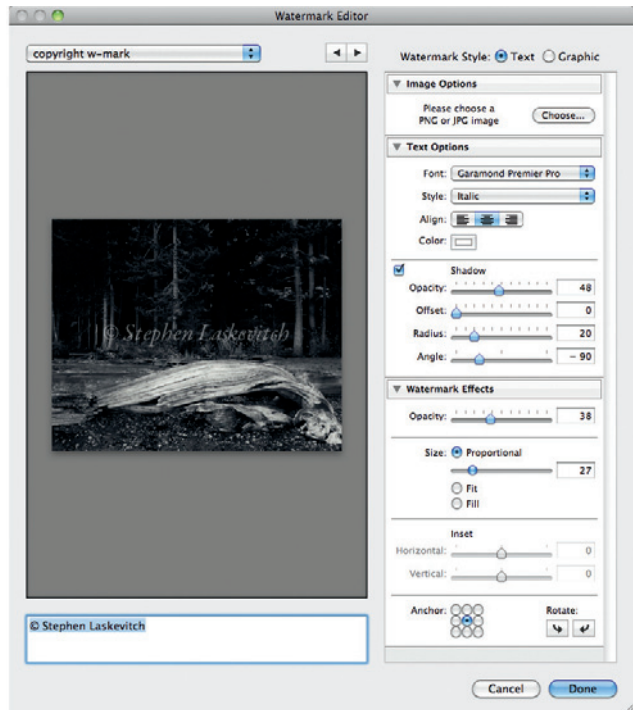 Watermark Editor
copyright w-mark
Watermark Style: Text Graphic
Image Options
Please choose a
PNG or JPG image
Choose...
Text Options
Font: Garamond Premier Pro
Style: Italic
Align:
Color:
Shadow
Opacity: 48
Offset: 0
Radius: 20
Angle: – 90
Watermark Effects
Opacity: 38
Size: Proportional
27
Fit
Fill
Inset
Horizontal: 0
Vertical: 0
Anchor: Rotate:
© Stephen Laskevitch
© Stephen Laskevitch
Cancel Done